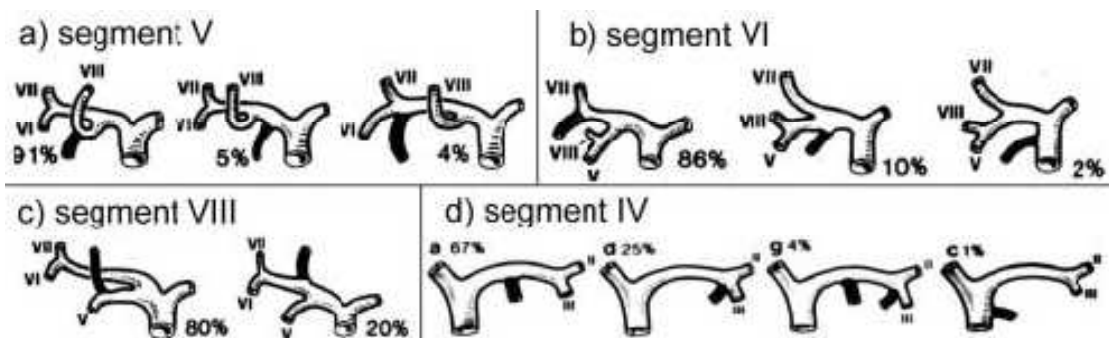 a) segment V
VII VIII
VI
91%
VII VIII
VI
5%
VII
VIII
VI
4%
b) segment VI
VII
VIII
V
86%
VII
VIII
V
10%
VII
VIII
V
2%
c) segment VIII
VII
VI
V
80%
VII
VI
V
20%
d) segment IV
a 67%
II
III
d 25%
II
III
g 4%
II
III
c 1%
II
III